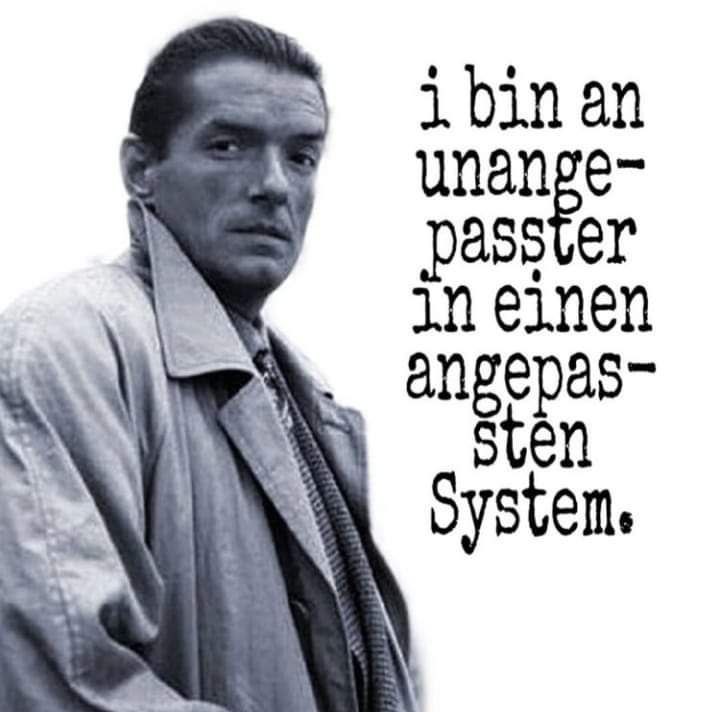 i bin an
unange-
passter
in einen
angepas-
sten
System.